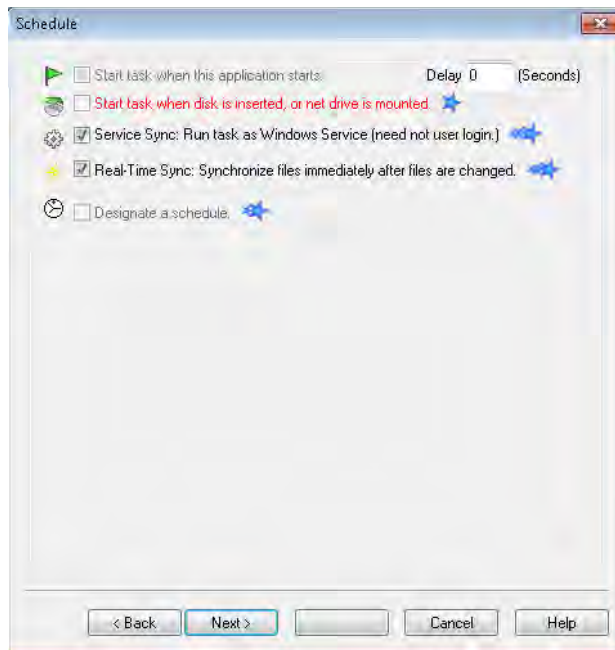 Schedule
Start task when this application starts. Delay 0 (Seconds)
Start task when disk is inserted, or net drive is mounted
Service Sync: Run task as Windows Service (need not user login.)
Real-Time Sync: Synchronize files immediately after files are changed.
Designate a schedule.
< Back Next > Cancel Help